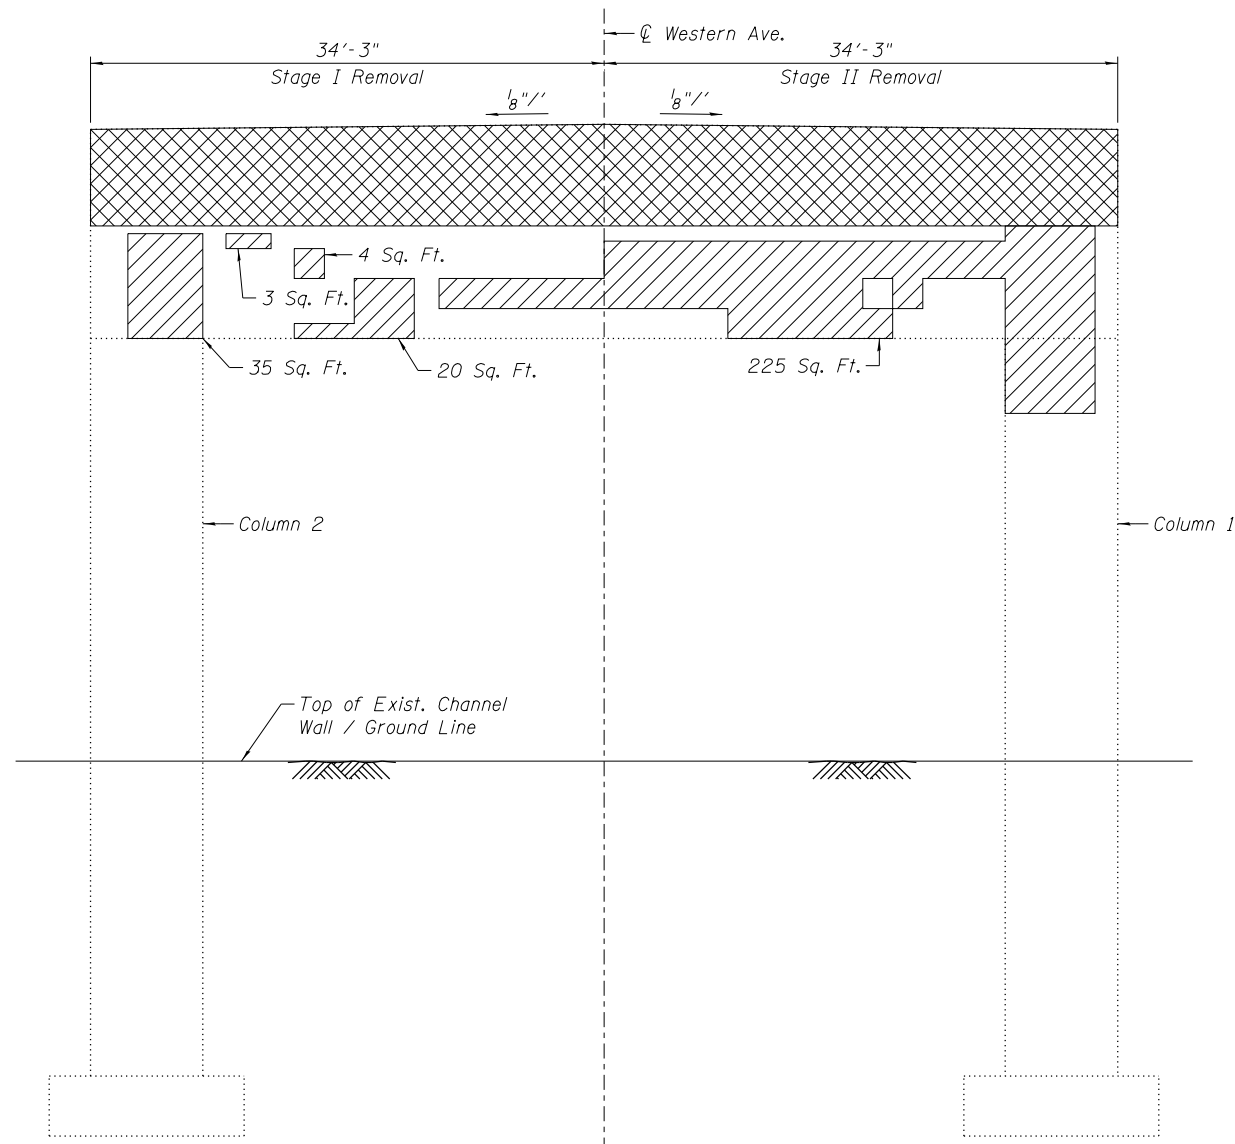 ℄ Western Ave.
34'-3"
Stage I Removal
34'-3"
Stage II Removal
1/8"/'
1/8"/'
4 Sq. Ft.
3 Sq. Ft.
35 Sq. Ft.
20 Sq. Ft.
225 Sq. Ft.
Column 2
Column 1
Top of Exist. Channel
Wall / Ground Line